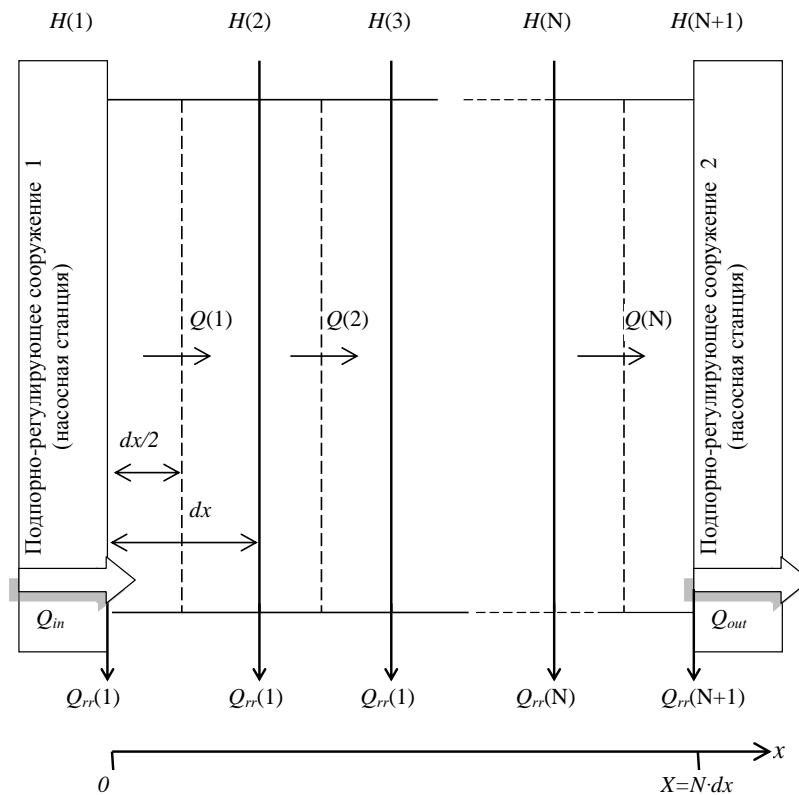 H(1) H(2) H(3) H(N) H(N+1)
Подпорно-регулирующее сооружение 1
(насосная станция)
Подпорно-регулирующее сооружение 2
(насосная станция)
Q(1) Q(2) Q(N)
dx/2
dx
Qin Qout
Qrr(1) Qrr(1) Qrr(1) Qrr(N) Qrr(N+1)
x
0 X=N·dx